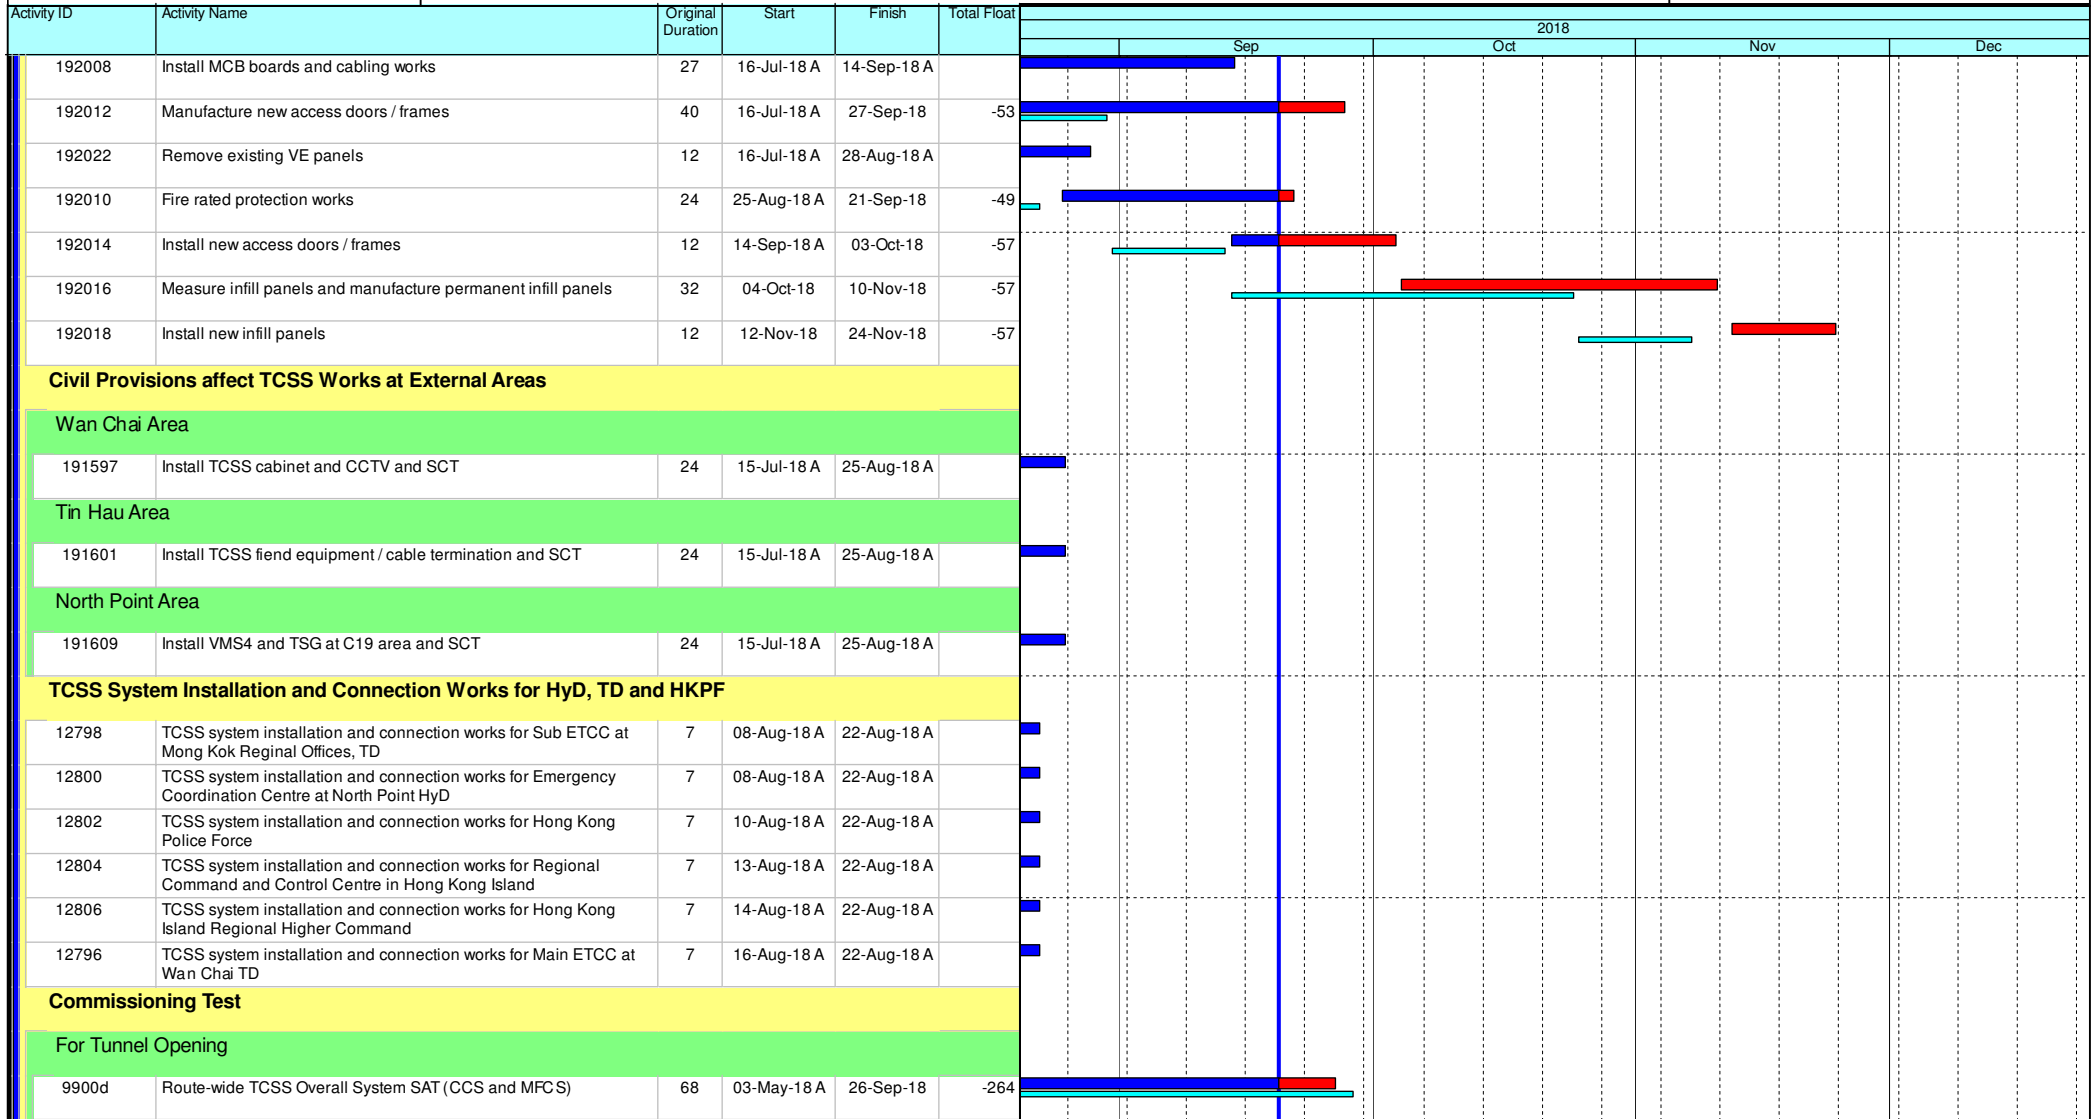 Activity ID Activity Name Original Duration Start Finish Total Float
2018
Sep Oct Nov Dec
192008 Install MCB boards and cabling works 27 16-Jul-18 A 14-Sep-18 A
192012 Manufacture new access doors / frames 40 16-Jul-18 A 27-Sep-18 -53
192022 Remove existing VE panels 12 16-Jul-18 A 28-Aug-18 A
192010 Fire rated protection works 24 25-Aug-18 A 21-Sep-18 -49
192014 Install new access doors / frames 12 14-Sep-18 A 03-Oct-18 -57
192016 Measure infill panels and manufacture permanent infill panels 32 04-Oct-18 10-Nov-18 -57
192018 Install new infill panels 12 12-Nov-18 24-Nov-18 -57
Civil Provisions affect TCSS Works at External Areas
Wan Chai Area
191597 Install TCSS cabinet and CCTV and SCT 24 15-Jul-18 A 25-Aug-18 A
Tin Hau Area
191601 Install TCSS fiend equipment / cable termination and SCT 24 15-Jul-18 A 25-Aug-18 A
North Point Area
191609 Install VMS4 and TSG at C19 area and SCT 24 15-Jul-18 A 25-Aug-18 A
TCSS System Installation and Connection Works for HyD, TD and HKPF
12798 TCSS system installation and connection works for Sub ETCC at 7 08-Aug-18 A 22-Aug-18 A
Mong Kok Reginal Offices, TD
12800 TCSS system installation and connection works for Emergency 7 08-Aug-18 A 22-Aug-18 A
Coordination Centre at North Point HyD
12802 TCSS system installation and connection works for Hong Kong 7 10-Aug-18 A 22-Aug-18 A
Police Force
12804 TCSS system installation and connection works for Regional 7 13-Aug-18 A 22-Aug-18 A
Command and Control Centre in Hong Kong Island
12806 TCSS system installation and connection works for Hong Kong 7 14-Aug-18 A 22-Aug-18 A
Island Regional Higher Command
12796 TCSS system installation and connection works for Main ETCC at 7 16-Aug-18 A 22-Aug-18 A
Wan Chai TD
Commissioning Test
For Tunnel Opening
9900d Route-wide TCSS Overall System SAT (CCS and MFCS) 68 03-May-18 A 26-Sep-18 -264